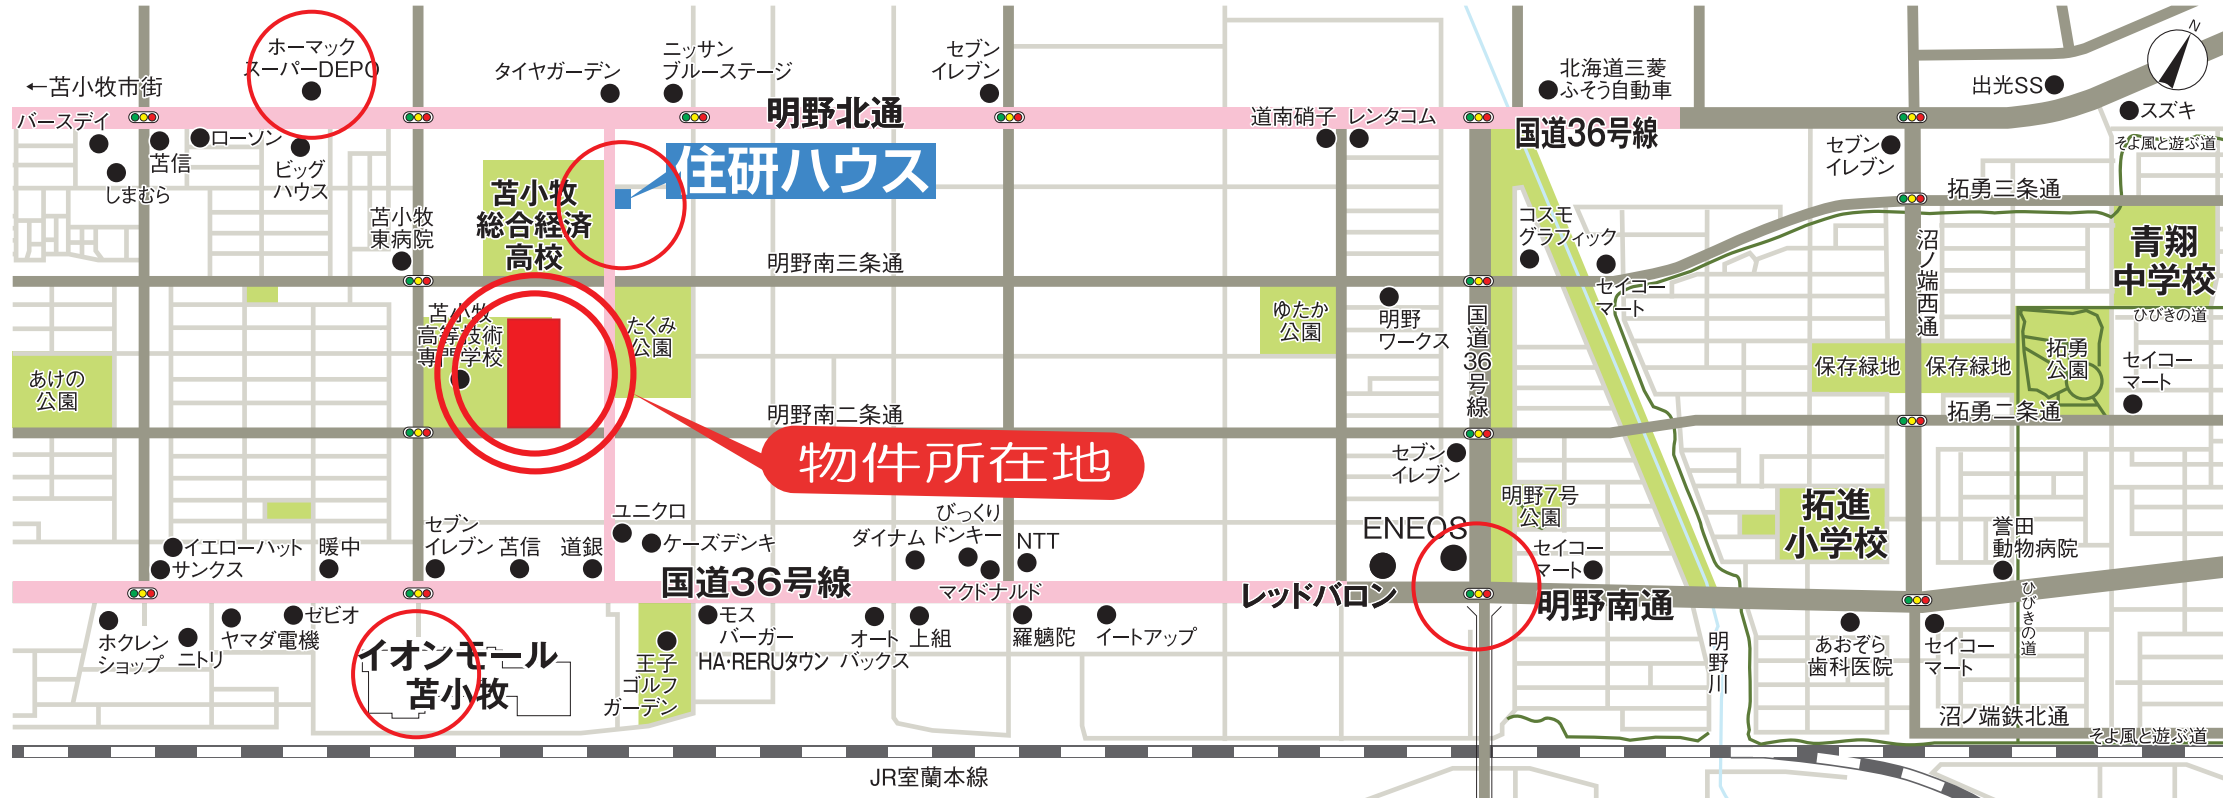 ホーマック
スーパーDEPO
←苫小牧市街
バースデイ
苫信
ローソン
しまむら
ビッグ
ハウス
タイヤガーデン
ニッサン
ブルーステージ
セブン
イレブン
明野北通
道南硝子
レンタコム
北海道三菱
ふそう自動車
国道36号線
出光SS
N
スズキ
セブン
イレブン
そよ風と遊ぶ道
拓勇三条通
苫小牧
東病院
苫小牧
総合経済
高校
住研ハウス
明野南三条通
コスモ
グラフィック
セイコー
マート
沼ノ端西通
青翔
中学校
ひびきの道
苫小牧
高等技術
専門学校
たくみ
公園
あけの
公園
ゆたか
公園
明野
ワークス
国道36号線
保存緑地
保存緑地
拓勇
公園
セイコー
マート
明野南二条通
拓勇二条通
物件所在地
セブン
イレブン
明野7号
公園
拓進
小学校
誉田
動物病院
イエローハット
サンクス
暖中
セブン
イレブン
苫信
道銀
ユニクロ
ケーズデンキ
ダイナム
びっくり
ドンキー
NTT
マクドナルド
ENEOS
セイコー
マート
国道36号線
レッドバロン
明野南通
ホクレン
ショップ
ニトリ
ヤマダ電機
ゼビオ
イオンモール
苫小牧
王子
ゴルフ
ガーデン
モス
バーガー
HA・RERUタウン
オート
バックス
上組
羅魑陀
イートアップ
明野川
あおぞら
歯科医院
セイコー
マート
ひびきの道
沼ノ端鉄北通
そよ風と遊ぶ道
JR室蘭本線